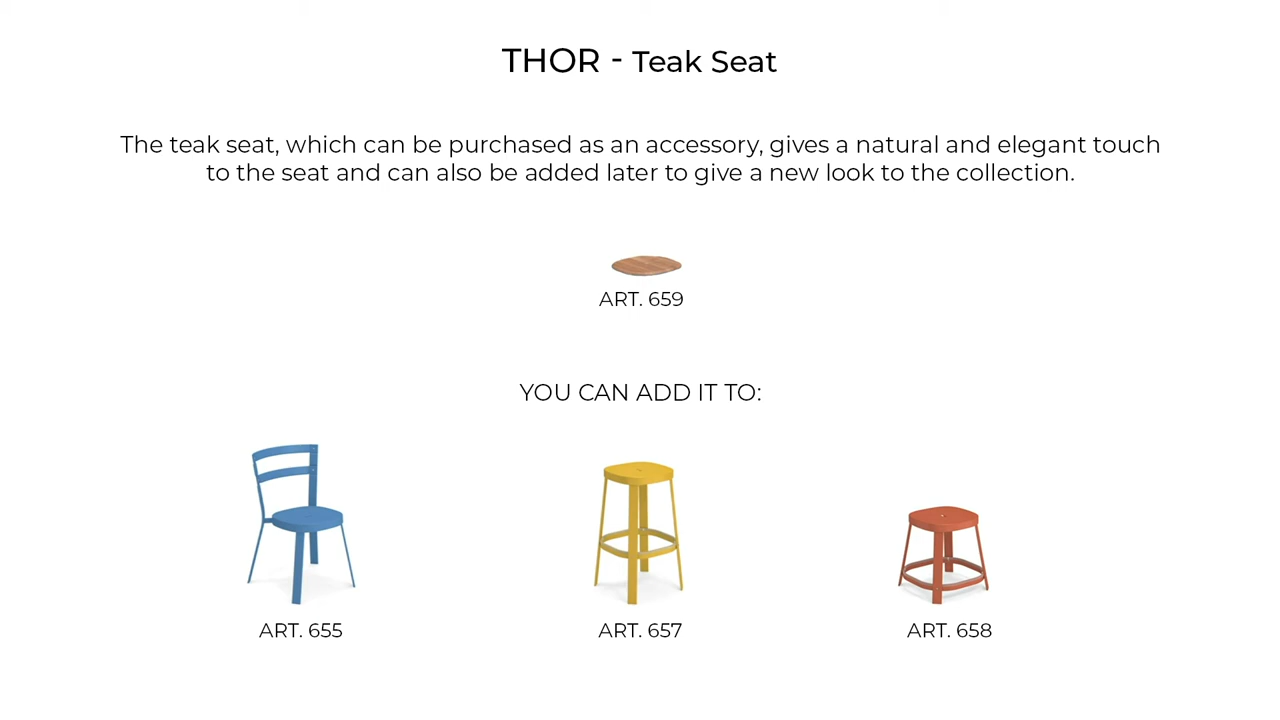 THOR - Teak Seat
The teak seat, which can be purchased as an accessory, gives a natural and elegant touch
to the seat and can also be added later to give a new look to the collection.
ART. 659
YOU CAN ADD IT TO:
ART. 655
ART. 657
ART. 658